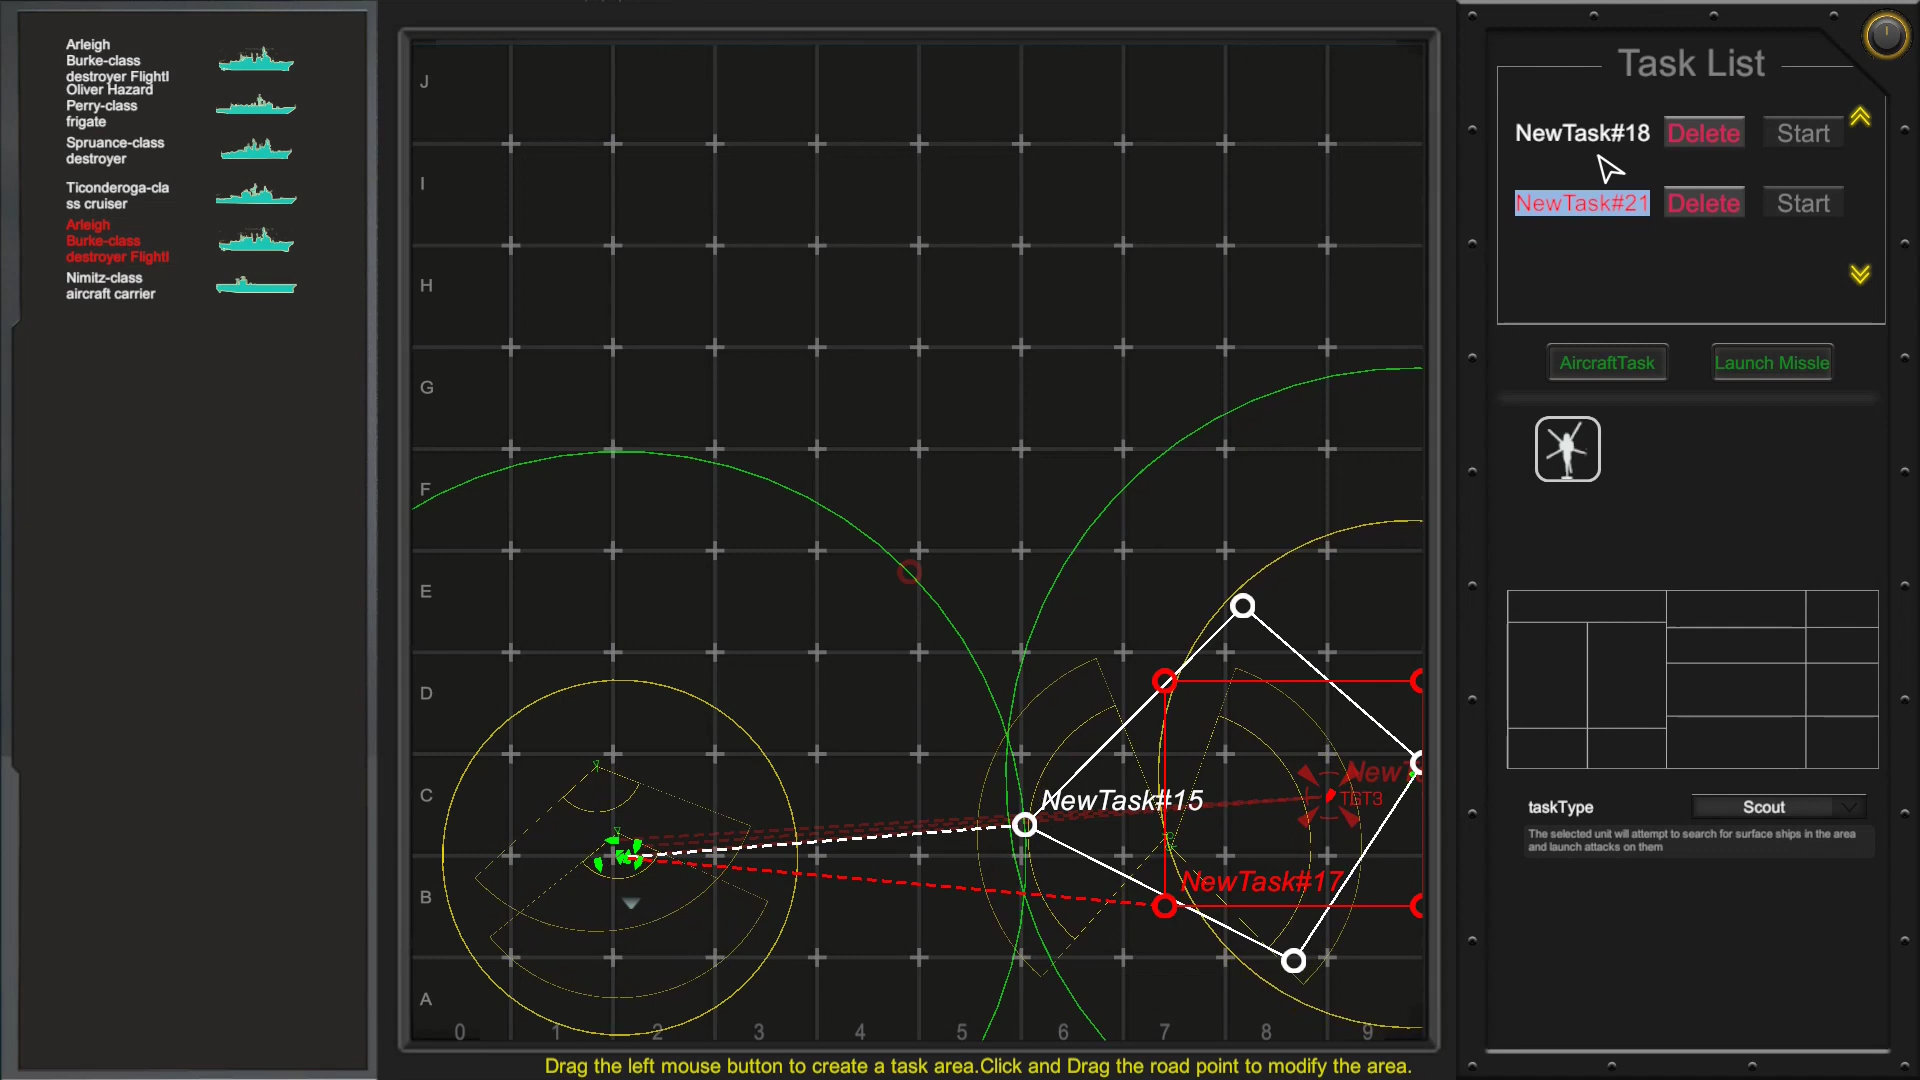 Arleigh
Burke-class
destroyer FlightI
Oliver Hazard
Perry-class
frigate
Spruance-class
destroyer
Ticonderoga-cla
ss cruiser
Arleigh
Burke-class
destroyer FlightI
Nimitz-class
aircraft carrier
J
I
H
G
F
E
D
C
B
A
0 1 2 3 4 5 6 7 8 9
NewTask#15
NewTask#17
TGT3
Drag the left mouse button to create a task area.Click and Drag the road point to modify the area.
Task List
NewTask#18 Delete Start
NewTask#21 Delete Start
AircraftTask Launch Missle
taskType Scout
The selected unit will attempt to search for surface ships in the area
and launch attacks on them